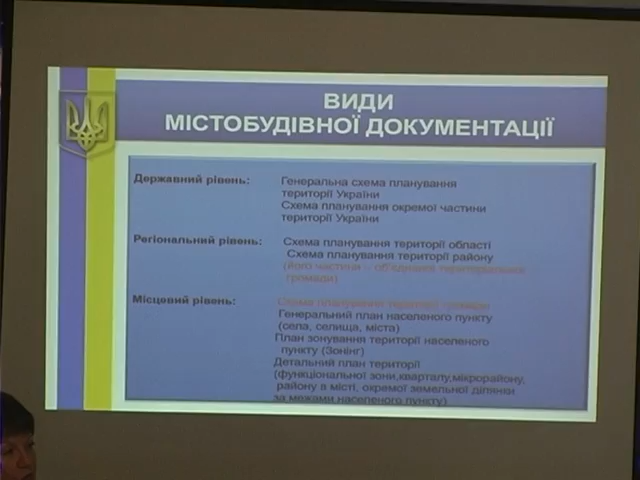 ВИДИ
МІСТОБУДІВНОЇ ДОКУМЕНТАЦІЇ
Державний рівень: Генеральна схема планування
території України
Схема планування окремої частини
території України
Регіональний рівень: Схема планування території області
Схема планування території району
(його частини – об'єднаної територіальної
громади)
Місцевий рівень: Схема планування території громади
Генеральний план населеного пункту
(села, селища, міста)
План зонування території населеного
пункту (Зонінг)
Детальний план території
(функціональної зони,кварталу,мікрорайону,
району в місті, окремої земельної ділянки
за межами населеного пункту)